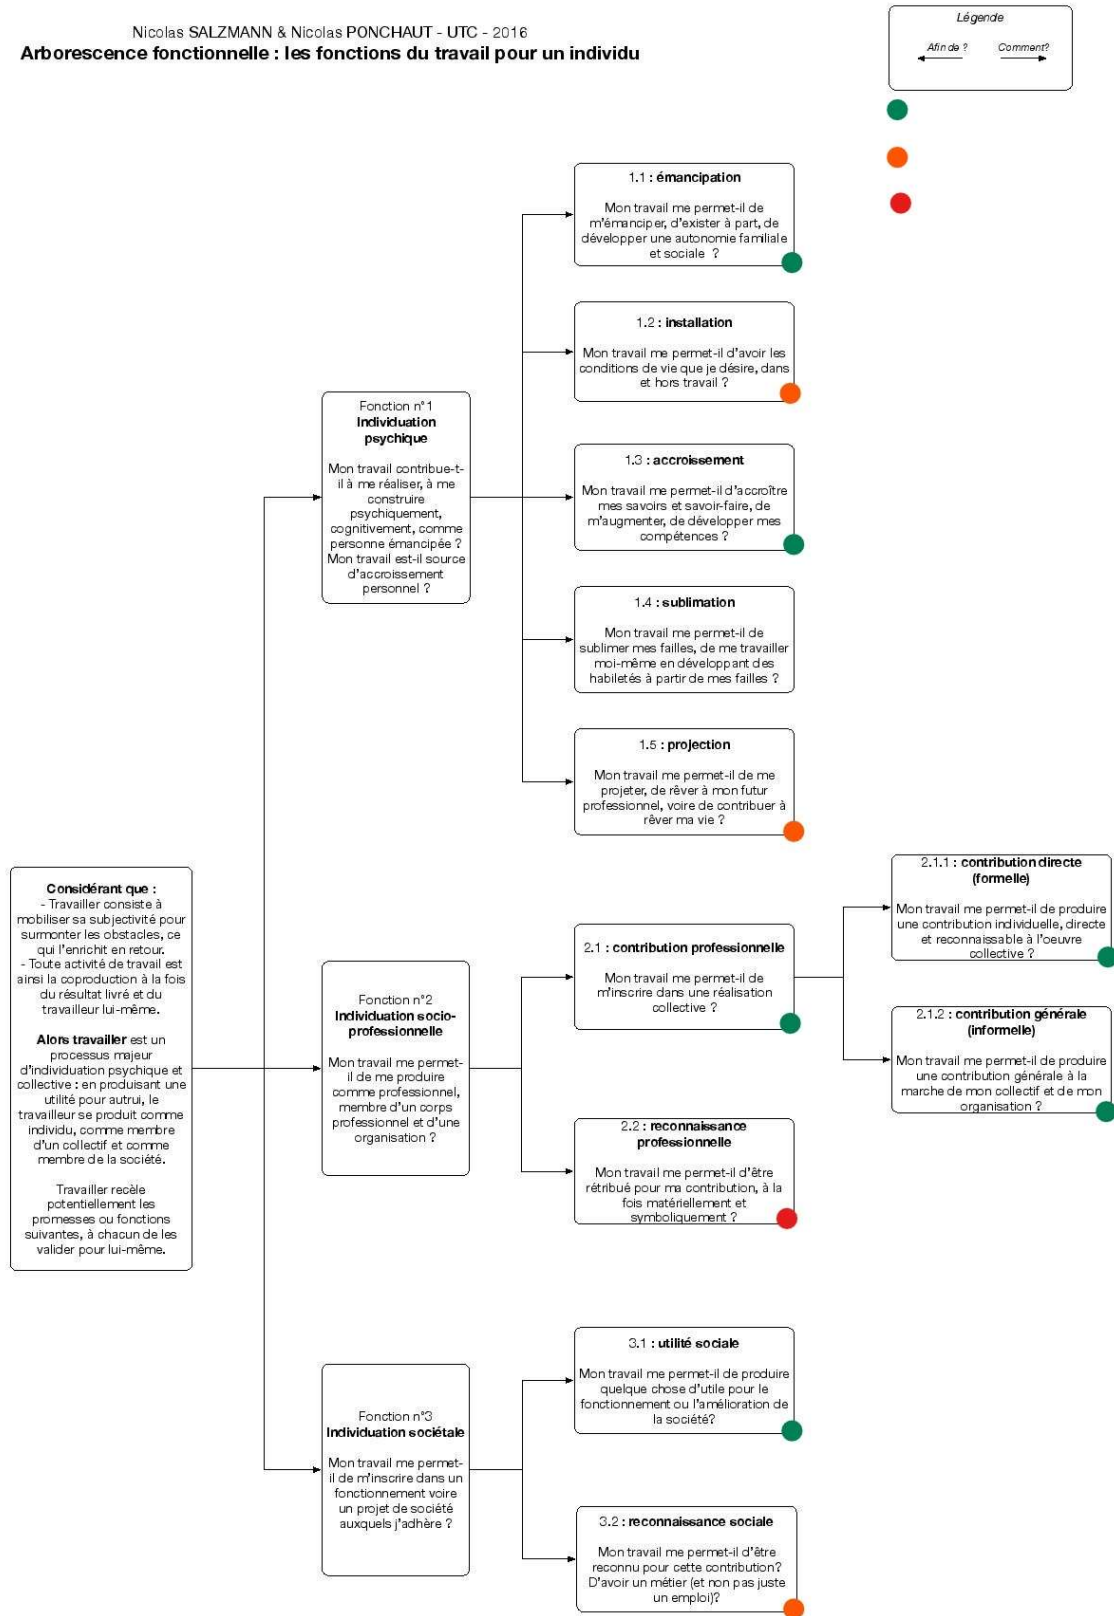 Nicolas SALZMANN & Nicolas PONCHAUT - UTC - 2016
Arborescence fonctionnelle : les fonctions du travail pour un individu
Légende
Afin de ?
Comment?
1.1 : émancipation
Mon travail me permet-il de
m'émanciper, d'exister à part, de
développer une autonomie familiale
et sociale ?
1.2 : installation
Mon travail me permet-il d'avoir les
conditions de vie que je désire, dans
et hors travail ?
Fonction n°1
Individuation
psychique
Mon travail contribue-t-
il à me réaliser, à me
construire
psychiquement,
cognitivement, comme
personne émancipée ?
Mon travail est-il source
d'accroissement
personnel ?
1.3 : accroissement
Mon travail me permet-il d'accroître
mes savoirs et savoir-faire, de
m'augmenter, de développer mes
compétences ?
1.4 : sublimation
Mon travail me permet-il de
sublimer mes failles, de me travailler
moi-même en développant des
habiletés à partir de mes failles ?
1.5 : projection
Mon travail me permet-il de me
projeter, de rêver à mon futur
professionnel, voire de contribuer à
rêver ma vie ?
Considérant que :
- Travailler consiste à
mobiliser sa subjectivité pour
surmonter les obstacles, ce
qui l'enrichit en retour.
- Toute activité de travail est
ainsi la coproduction à la fois
du résultat livré et du
travailleur lui-même.
Alors travailler est un
processus majeur
d'individuation psychique et
collective : en produisant une
utilité pour autrui, le
travailleur se produit comme
individu, comme membre
d'un collectif et comme
membre de la société.
Travailler recèle
potentiellement les
promesses ou fonctions
suivantes, à chacun de les
valider pour lui-même.
Fonction n°2
Individuation socio-
professionnelle
Mon travail me permet-
il de me produire
comme professionnel,
membre d'un corps
professionnel et d'une
organisation ?
2.1 : contribution professionnelle
Mon travail me permet-il de
m'inscrire dans une réalisation
collective ?
2.1.1 : contribution directe
(formelle)
Mon travail me permet-il de produire
une contribution individuelle, directe
et reconnaissable à l'oeuvre
collective ?
2.1.2 : contribution générale
(informelle)
Mon travail me permet-il de produire
une contribution générale à la
marche de mon collectif et de mon
organisation ?
2.2 : reconnaissance
professionnelle
Mon travail me permet-il d'être
rétribué pour ma contribution, à la
fois matériellement et
symboliquement ?
Fonction n°3
Individuation sociétale
Mon travail me permet-
il de m'inscrire dans un
fonctionnement voire
un projet de société
auxquels j'adhère ?
3.1 : utilité sociale
Mon travail me permet-il de produire
quelque chose d'utile pour le
fonctionnement ou l'amélioration de
la société?
3.2 : reconnaissance sociale
Mon travail me permet-il d'être
reconnu pour cette contribution?
D'avoir un métier (et non pas juste
un emploi)?